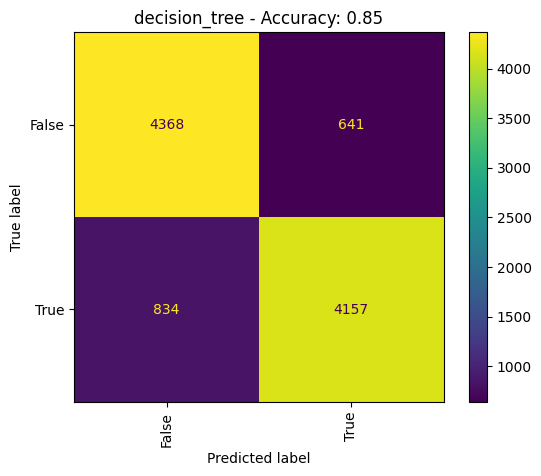 decision_tree - Accuracy: 0.85
False
4368
641
True
834
4157
True label
False
True
Predicted label
4000
3500
3000
2500
2000
1500
1000